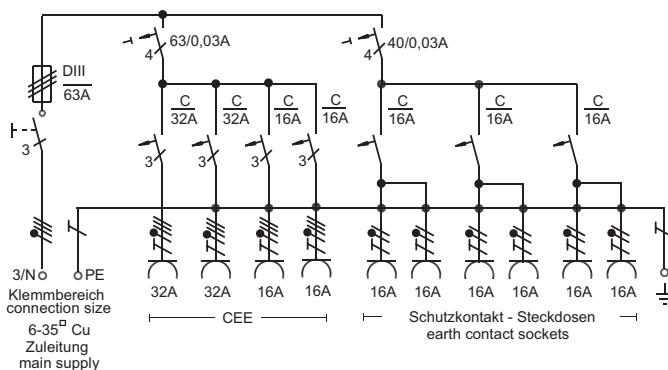 63/0,03A
40/0,03A
4
4
DIII
63A
C
32A
C
32A
C
16A
C
16A
C
16A
C
16A
C
16A
3
3
3
3
3
3/N
PE
32A
32A
16A
16A
16A
16A
16A
16A
16A
16A
Klemmbereich
connection size
6-35□ Cu
Zuleitung
main supply
CEE
Schutzkontakt - Steckdosen
earth contact sockets